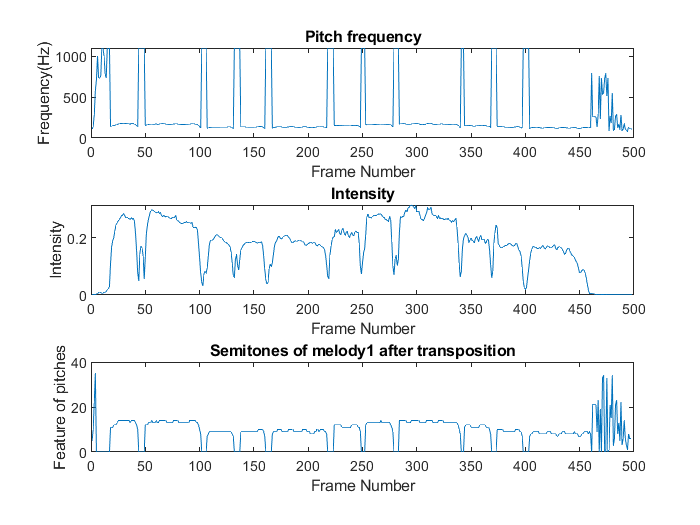 Pitch frequency
Frequency(Hz)
1000
500
0
0 50 100 150 200 250 300 350 400 450 500
Frame Number
Intensity
Intensity
0.2
0
0 50 100 150 200 250 300 350 400 450 500
Frame Number
Semitones of melody1 after transposition
Feature of pitches
40
20
0
0 50 100 150 200 250 300 350 400 450 500
Frame Number